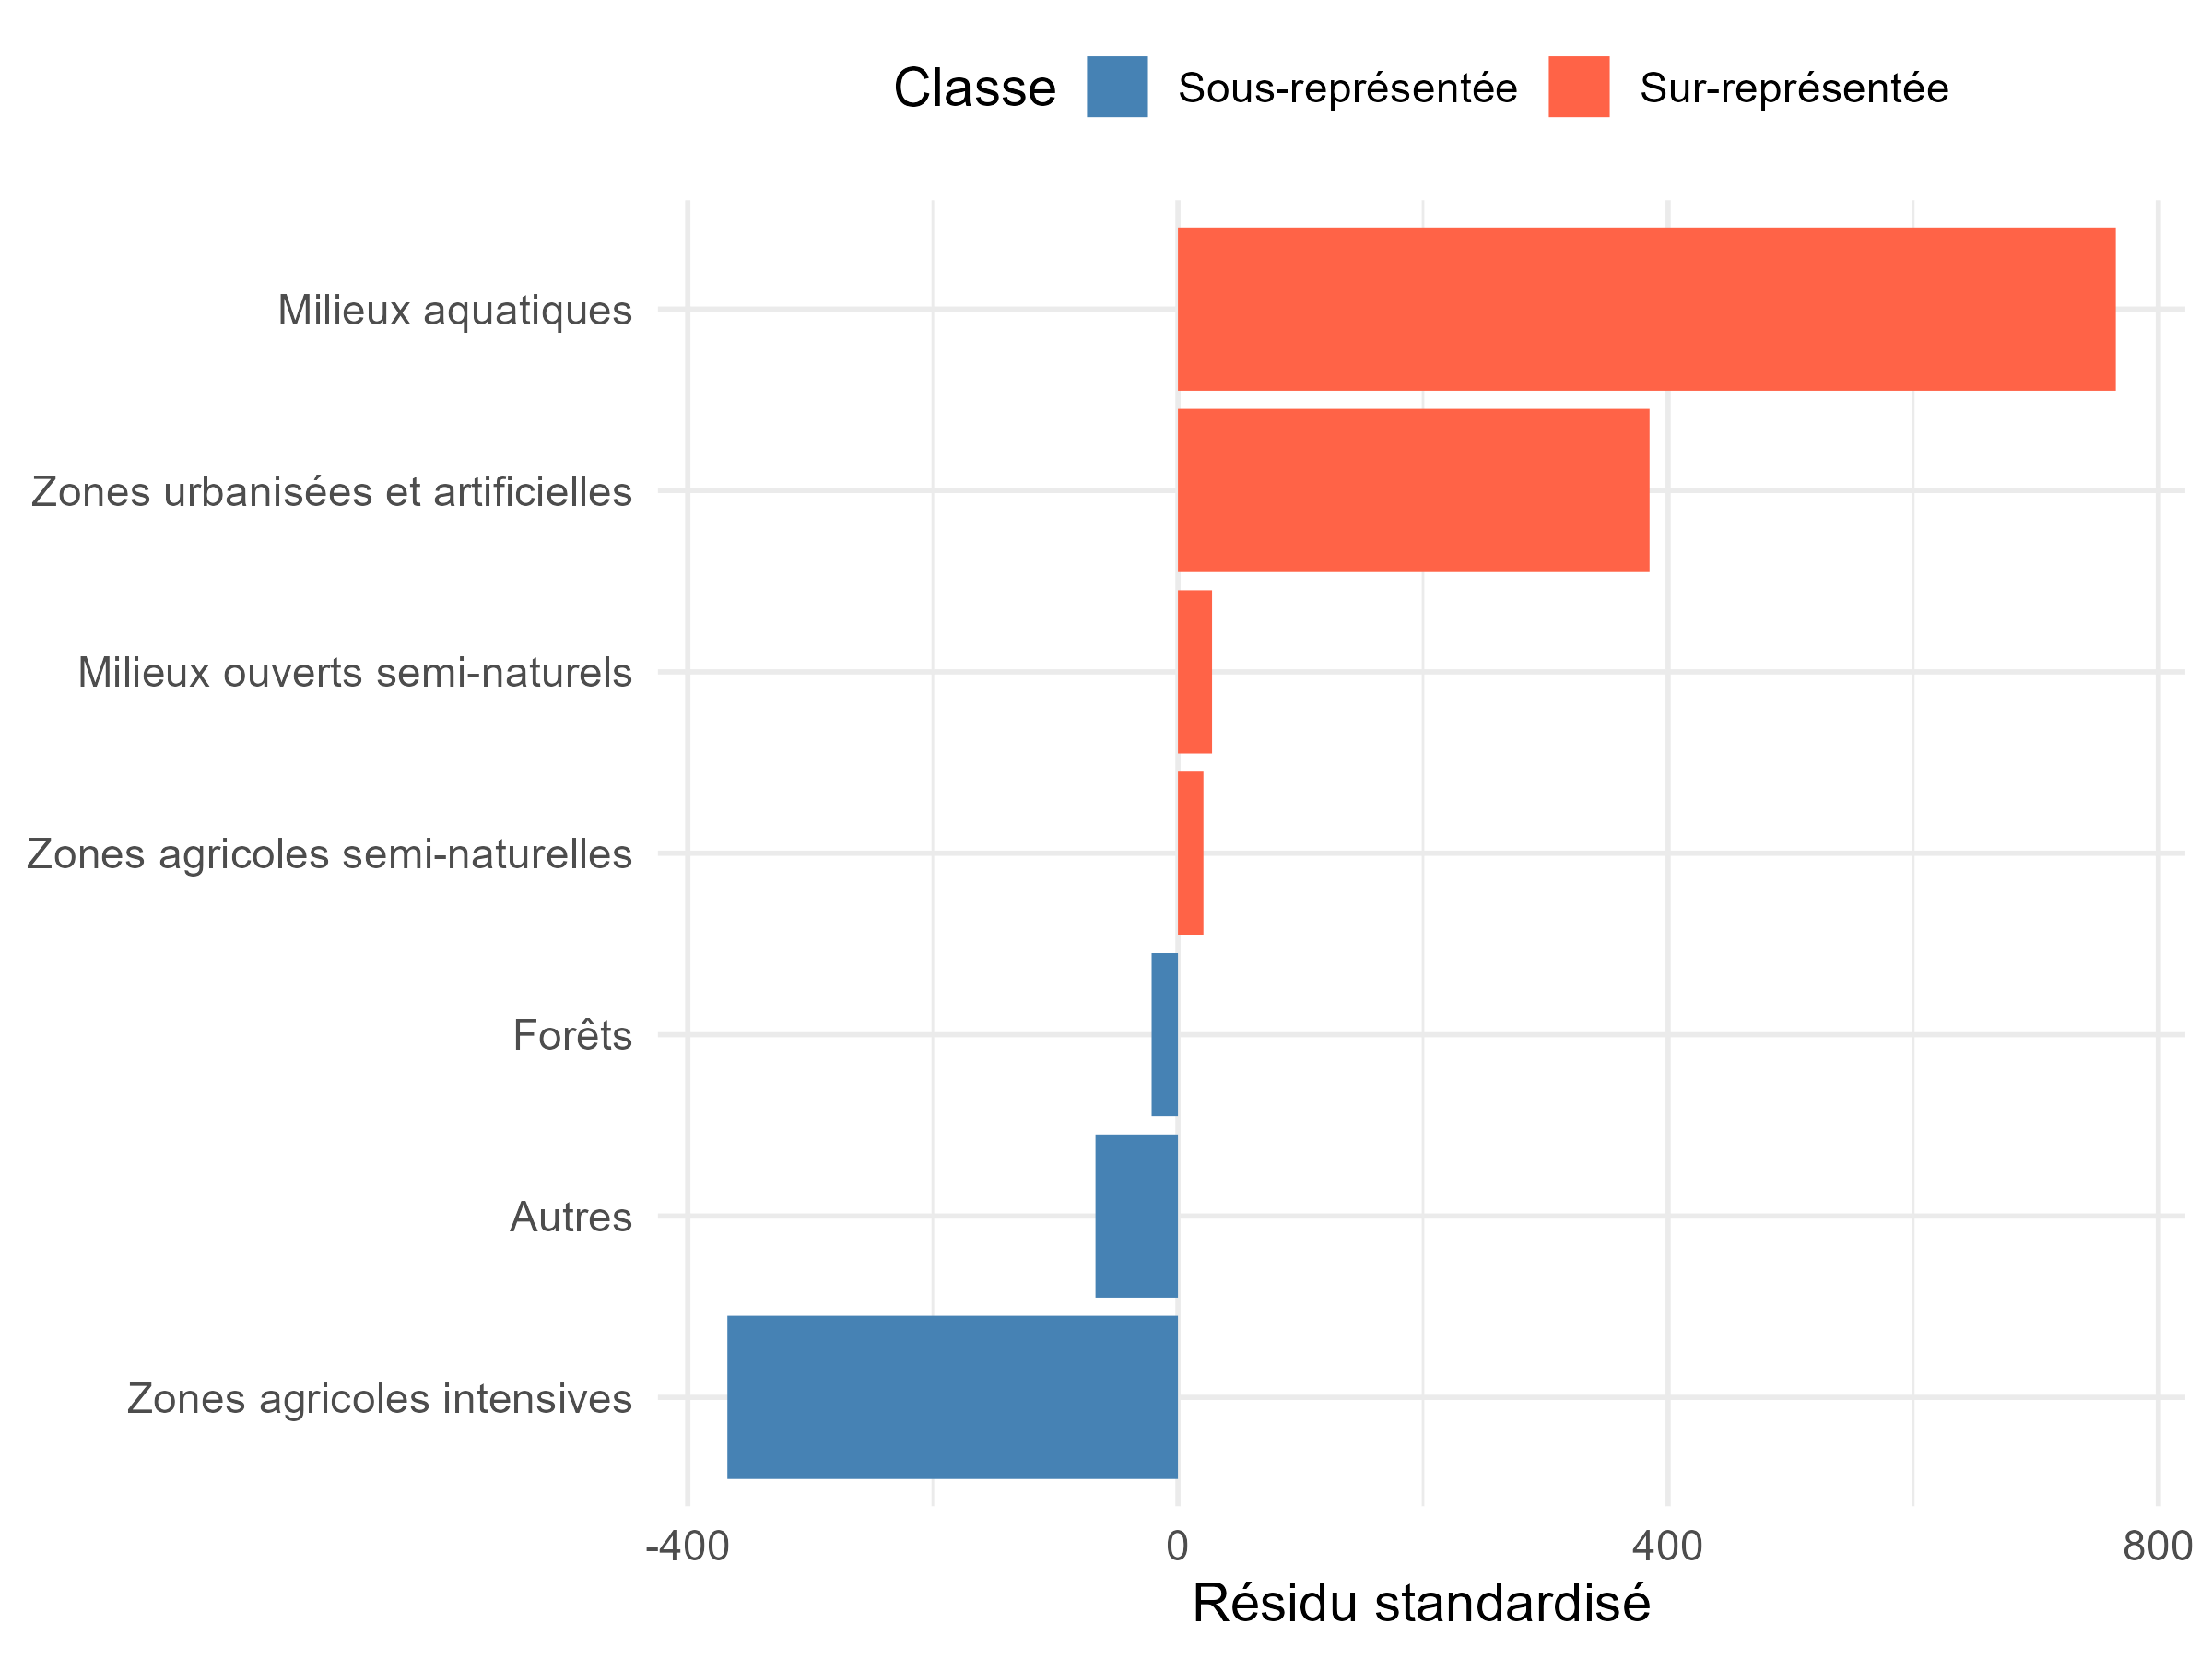 Classe Sous-représentée Sur-représentée
Milieux aquatiques
Zones urbanisées et artificielles
Milieux ouverts semi-naturels
Zones agricoles semi-naturelles
Forêts
Autres
Zones agricoles intensives
-400 0 400 800
Résidu standardisé